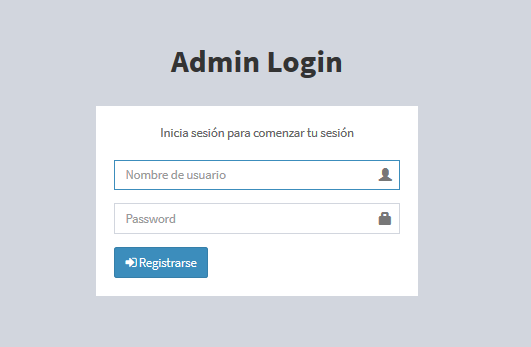 Admin Login
Inicia sesión para comenzar tu sesión
Nombre de usuario
Password
Registrarse